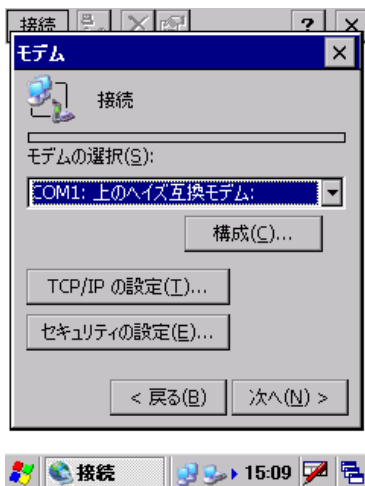 接続 ? ×
モデム ×
接続
モデムの選択(S):
COM1: 上のヘイズ互換モデム:
構成(C)...
TCP/IP の設定(T)...
セキュリティの設定(E)...
< 戻る(B) 次へ(N) >
接続 15:09